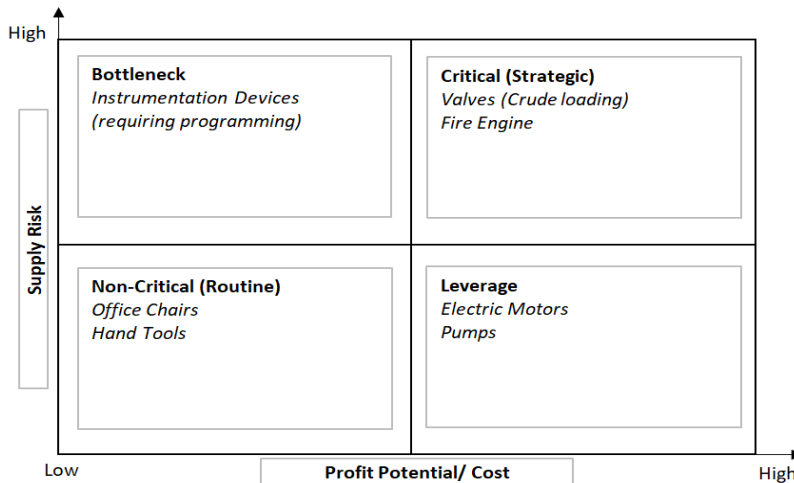 High
Bottleneck
Instrumentation Devices
(requiring programming)
Critical (Strategic)
Valves (Crude loading)
Fire Engine
Supply Risk
Non-Critical (Routine)
Office Chairs
Hand Tools
Leverage
Electric Motors
Pumps
Low
Profit Potential/ Cost
High